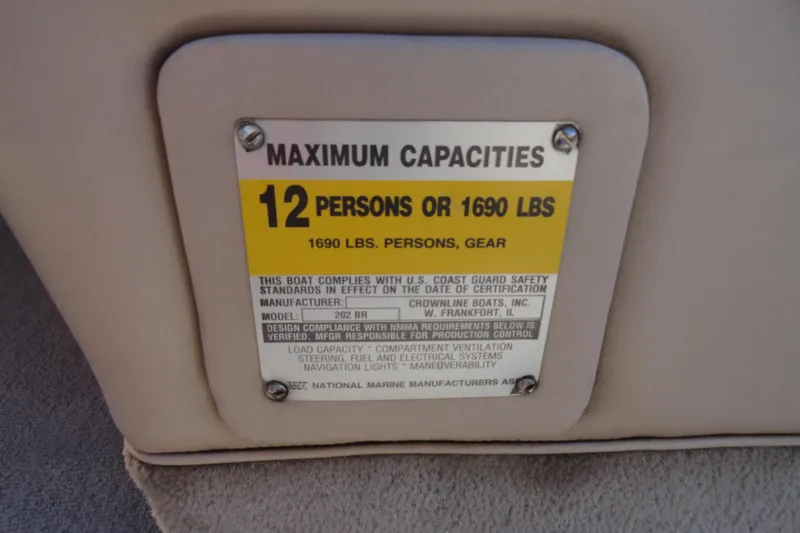 MAXIMUM CAPACITIES
12 PERSONS OR 1690 LBS
1690 LBS. PERSONS, GEAR
THIS BOAT COMPLIES WITH U.S. COAST GUARD SAFETY
STANDARDS IN EFFECT ON THE DATE OF CERTIFICATION
MANUFACTURER: CROWNLINE BOATS, INC.
MODEL: 202 BR W. FRANKFORT, IL
DESIGN COMPLIANCE WITH NMMA REQUIREMENTS BELOW IS
VERIFIED. MFGR RESPONSIBLE FOR PRODUCTION CONTROL
LOAD CAPACITY * COMPARTMENT VENTILATION
STEERING, FUEL AND ELECTRICAL SYSTEMS
NAVIGATION LIGHTS * MANEUVERABILITY
NATIONAL MARINE MANUFACTURERS